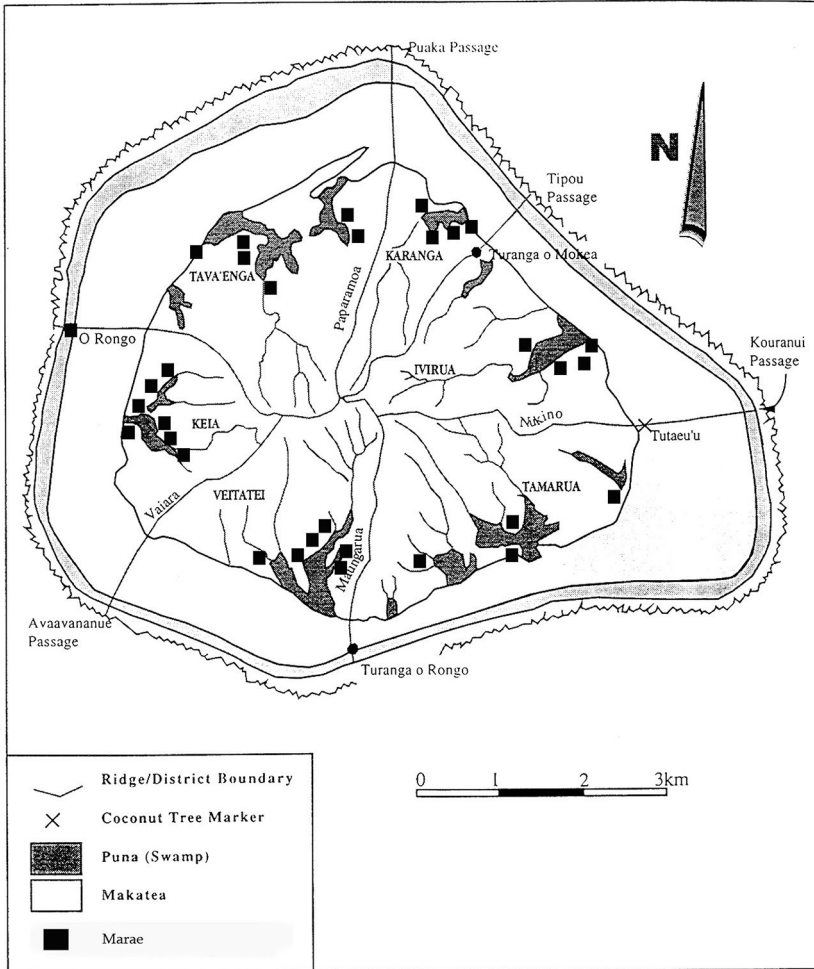 Puaka Passage
N
Tipou
Passage
KARANGA
Turanga o Mokea
TAVA'ENGA
Paparamoa
O Rongo
Kouranui
Passage
IVIRUA
Nukino
Tutaeu'u
KEIA
Vaiara
VEITATEI
TAMARUA
Maungarua
Avaavananue
Passage
Turanga o Rongo
Ridge/District Boundary
Coconut Tree Marker
Puna (Swamp)
Makatea
Marae
0 1 2 3km